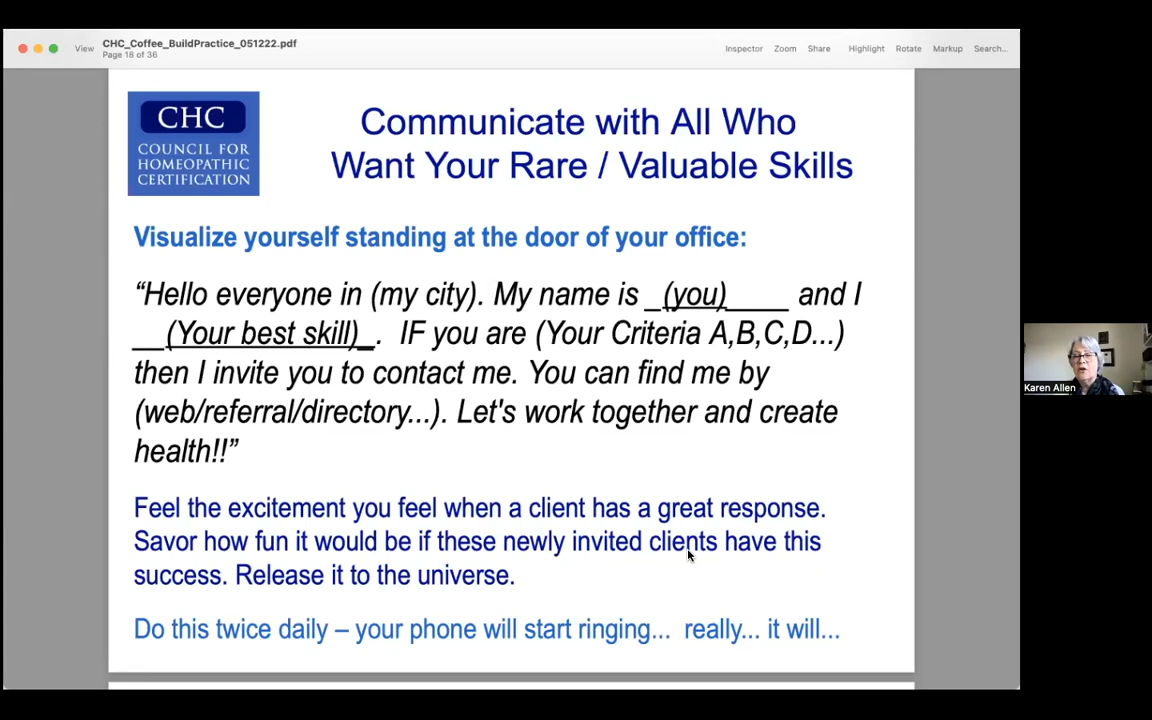 View
CHC_Coffee_BuildPractice_051222.pdf
Page 18 of 36
Inspector Zoom Share Highlight Rotate Markup Search...
CHC
COUNCIL FOR
HOMEOPATHIC
CERTIFICATION
Communicate with All Who
Want Your Rare / Valuable Skills
Visualize yourself standing at the door of your office:
“Hello everyone in (my city). My name is _(you)____ and I
__(Your best skill)_. IF you are (Your Criteria A,B,C,D...)
then I invite you to contact me. You can find me by
(web/referral/directory...). Let's work together and create
health!!”
Feel the excitement you feel when a client has a great response.
Savor how fun it would be if these newly invited clients have this
success. Release it to the universe.
Do this twice daily – your phone will start ringing... really... it will...
Karen Allen